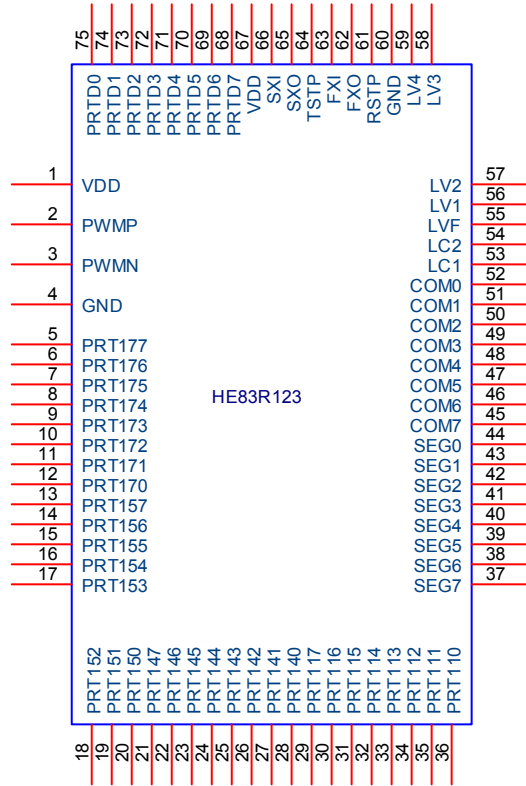 75 74 73 72 71 70 69 68 67 66 65 64 63 62 61 60 59 58
PRTD0 PRTD1 PRTD2 PRTD3 PRTD4 PRTD5 PRTD6 PRTD7 VDD SXI SXO TSTP FXI FXO RSTP GND LV4 LV3
1 VDD
2 PWMP
3 PWMN
4 GND
5 PRT177
6 PRT176
7 PRT175
8 PRT174
9 PRT173
10 PRT172
11 PRT171
12 PRT170
13 PRT157
14 PRT156
15 PRT155
16 PRT154
17 PRT153
HE83R123
LV2 57
LV1 56
LVF 55
LC2 54
LC1 53
COM0 52
COM1 51
COM2 50
COM3 49
COM4 48
COM5 47
COM6 46
COM7 45
SEG0 44
SEG1 43
SEG2 42
SEG3 41
SEG4 40
SEG5 39
SEG6 38
SEG7 37
PRT152 PRT151 PRT150 PRT147 PRT146 PRT145 PRT144 PRT143 PRT142 PRT141 PRT140 PRT117 PRT116 PRT115 PRT114 PRT113 PRT112 PRT111 PRT110
18 19 20 21 22 23 24 25 26 27 28 29 30 31 32 33 34 35 36